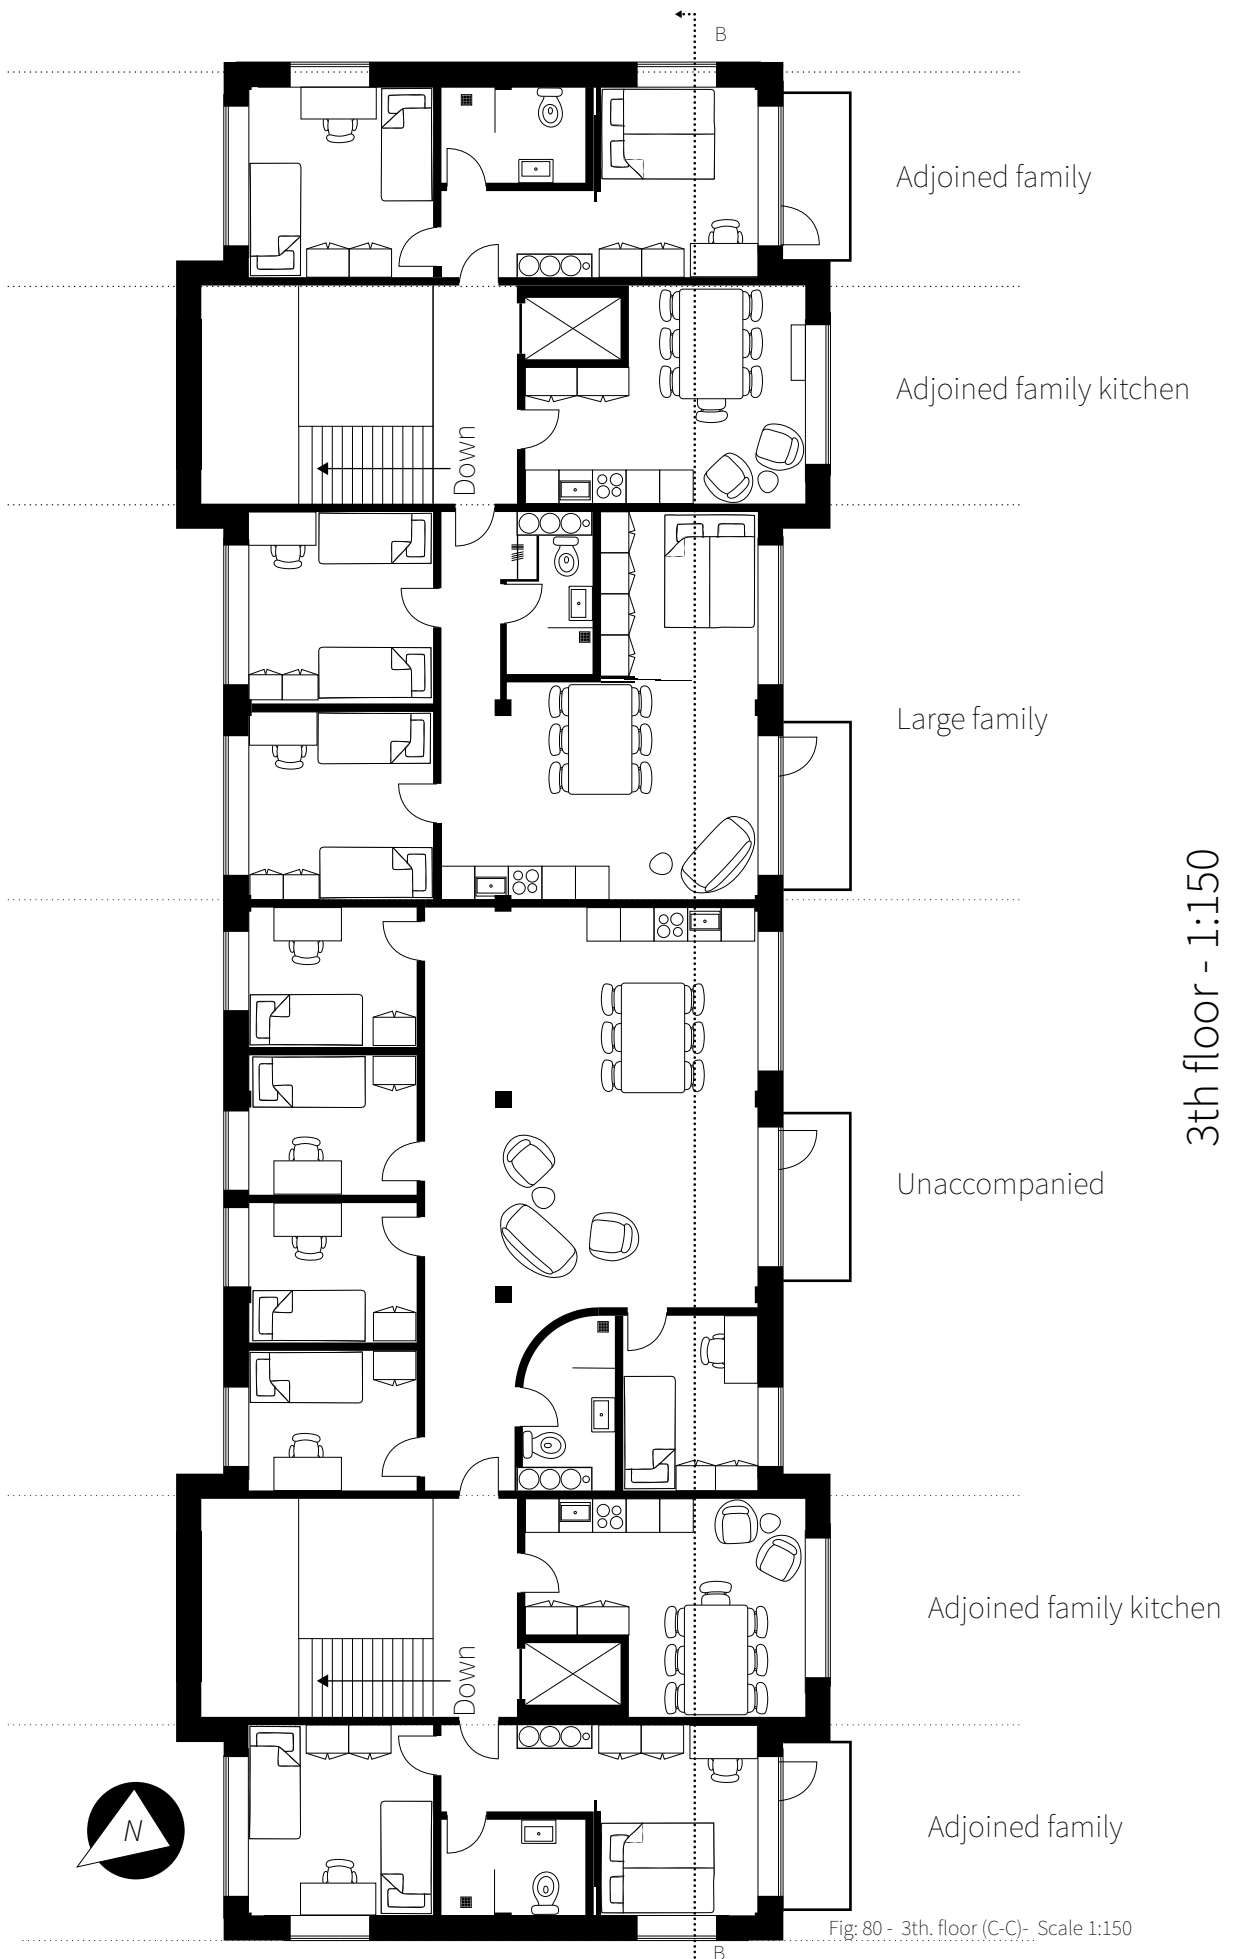 B
Adjoined family
Adjoined family kitchen
Down
Large family
3th floor - 1:150
Unaccompanied
Adjoined family kitchen
Down
N
Adjoined family
Fig: 80 -  3th. floor (C-C)-  Scale 1:150
B